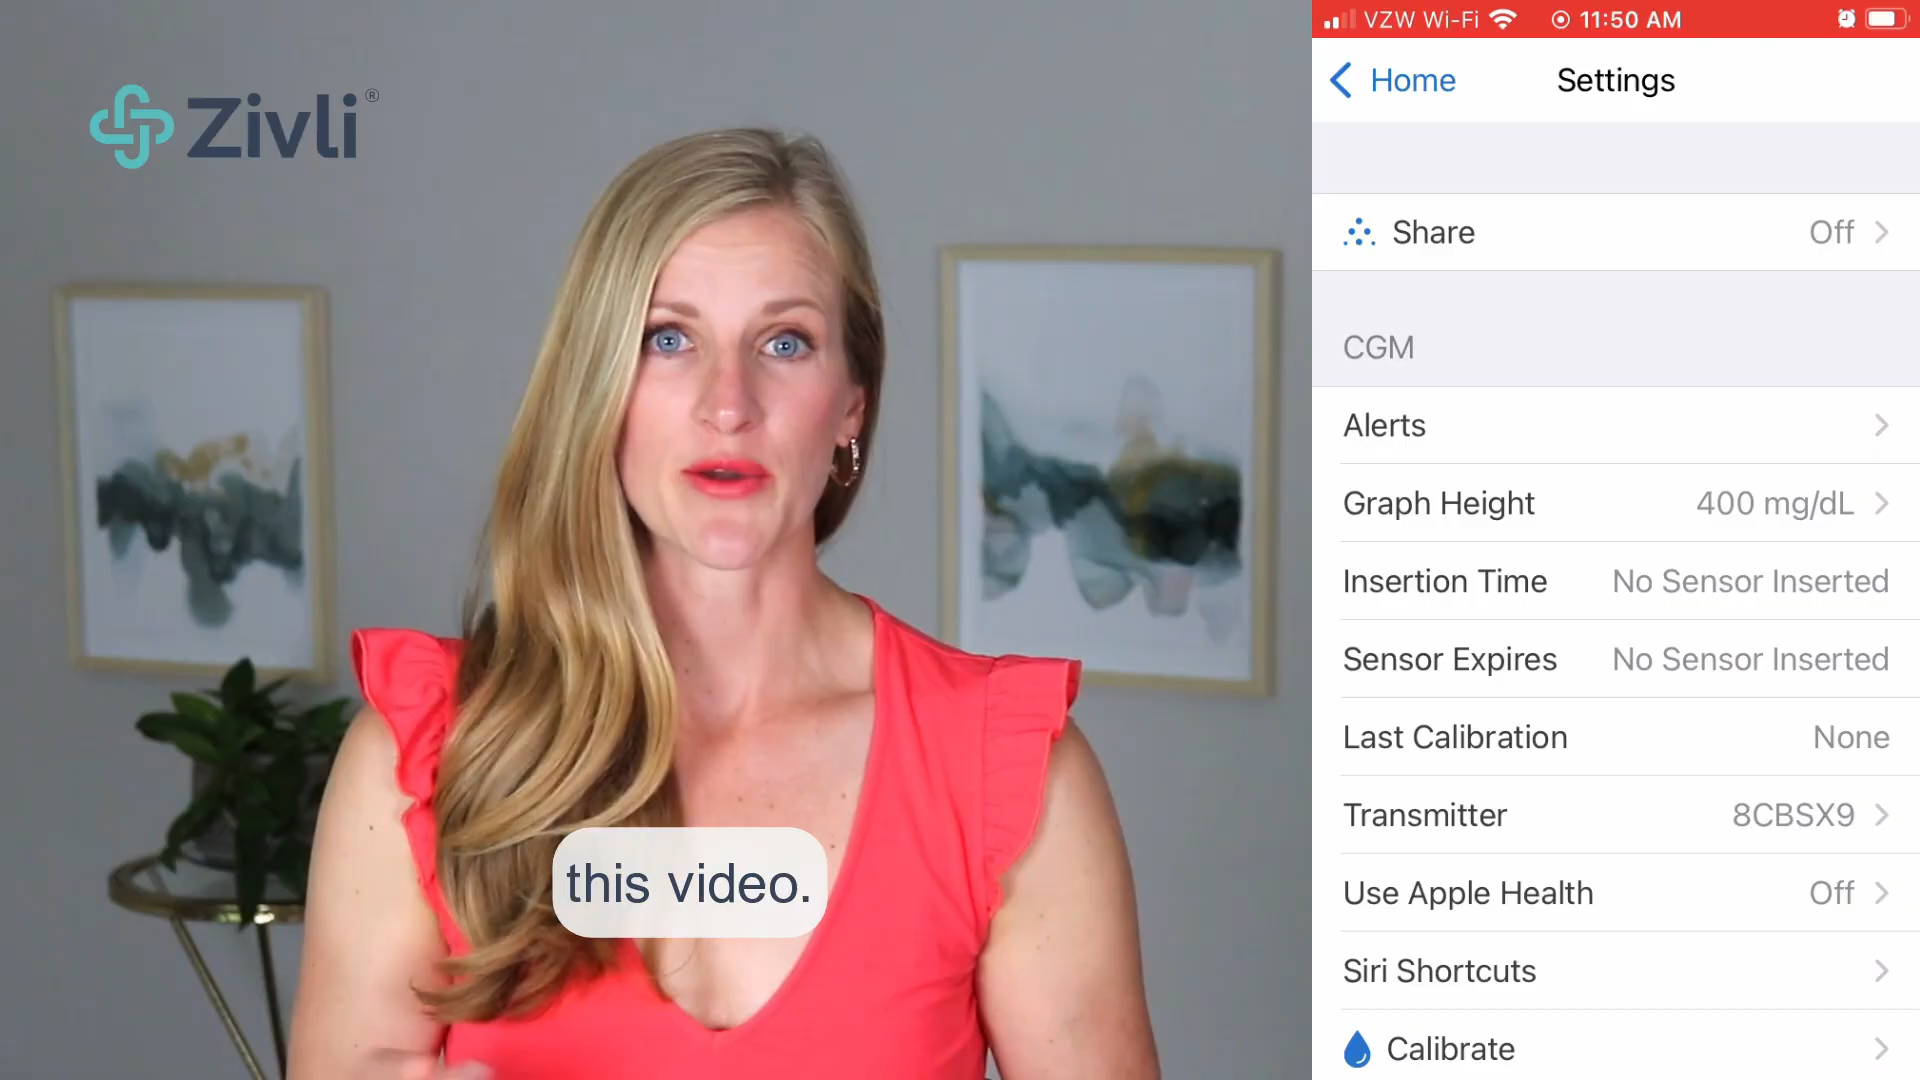 Zivli®
this video.
VZW Wi-Fi 11:50 AM
Home Settings
Share Off
CGM
Alerts
Graph Height 400 mg/dL
Insertion Time No Sensor Inserted
Sensor Expires No Sensor Inserted
Last Calibration None
Transmitter 8CBSX9
Use Apple Health Off
Siri Shortcuts
Calibrate